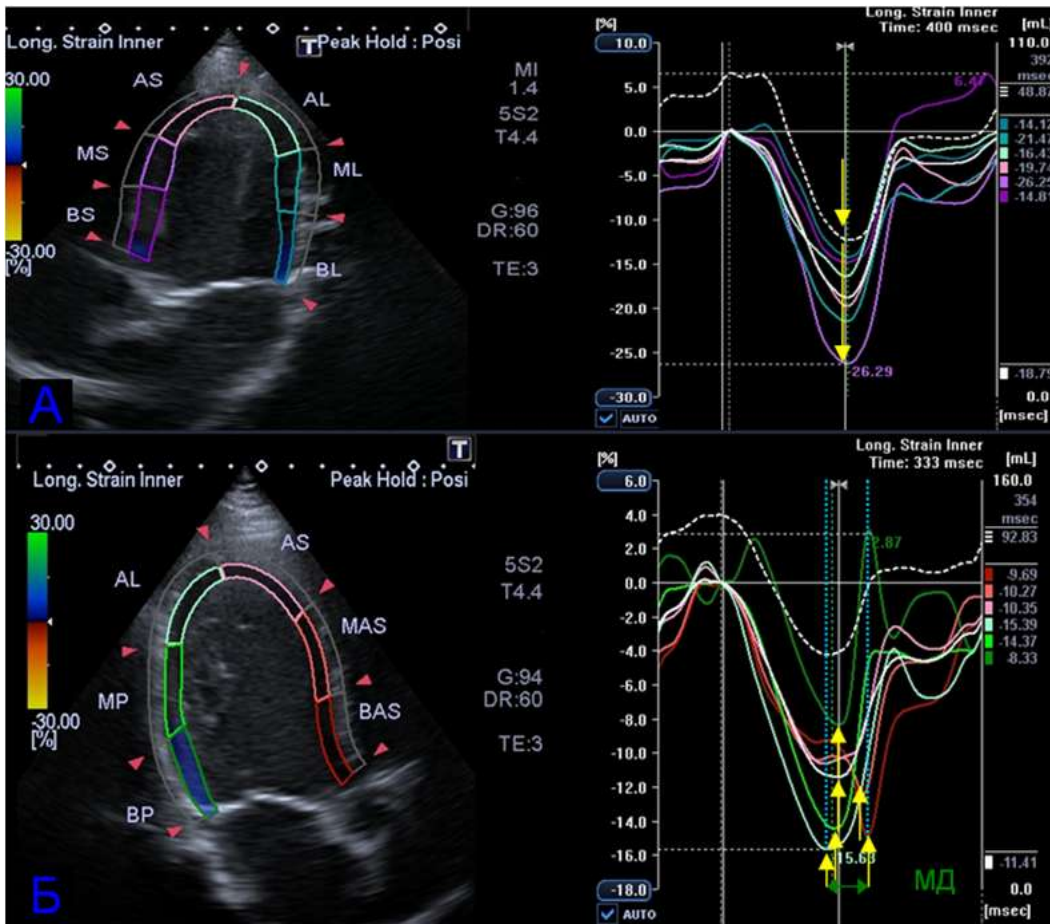 Long. Strain Inner
T
Peak Hold : Posi
30.00
-30.00
[%]
AS
AL
MS
ML
BS
BL
MI
1.4
5S2
T4.4
G:96
DR:60
TE:3
А
Long. Strain Inner
Time: 400 msec
[%]
10.0
5.0
0.0
-5.0
-10.0
-15.0
-20.0
-25.0
-30.0
AUTO
6.47
-26.29
[mL]
110.0
392
msec
48.87
-14.12
-21.47
-16.43
-19.74
-26.29
-14.81
-18.79
0.0
[msec]
T
Long. Strain Inner
Peak Hold : Posi
30.00
-30.00
[%]
AS
AL
MAS
MP
BAS
BP
5S2
T4.4
G:94
DR:60
TE:3
Б
Long. Strain Inner
Time: 333 msec
[%]
6.0
4.0
2.0
0.0
-2.0
-4.0
-6.0
-8.0
-10.0
-12.0
-14.0
-16.0
-18.0
AUTO
2.87
МД
[mL]
160.0
354
msec
92.83
-9.69
-10.27
-10.35
-15.39
-14.37
-8.33
-11.41
0.0
[msec]